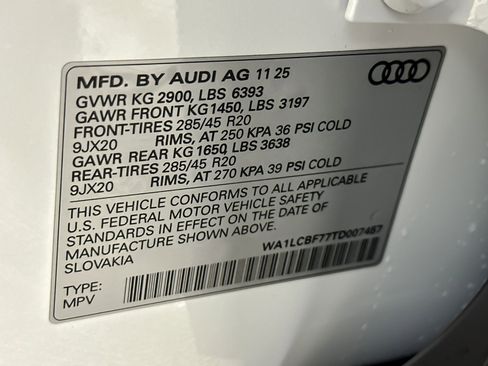 MFD. BY AUDI AG 11 25
GVWR KG 2900, LBS 6393
GAWR FRONT KG 1450, LBS 3197
FRONT-TIRES 285/45 R20
9JX20 RIMS, AT 250 KPA 36 PSI COLD
GAWR REAR KG 1650, LBS 3638
REAR-TIRES 285/45 R20
9JX20 RIMS, AT 270 KPA 39 PSI COLD
THIS VEHICLE CONFORMS TO ALL APPLICABLE
U.S. FEDERAL MOTOR VEHICLE SAFETY
STANDARDS IN EFFECT ON THE DATE OF
MANUFACTURE SHOWN ABOVE.
SLOVAKIA
WA1LCBF77TD007487
TYPE:
MPV